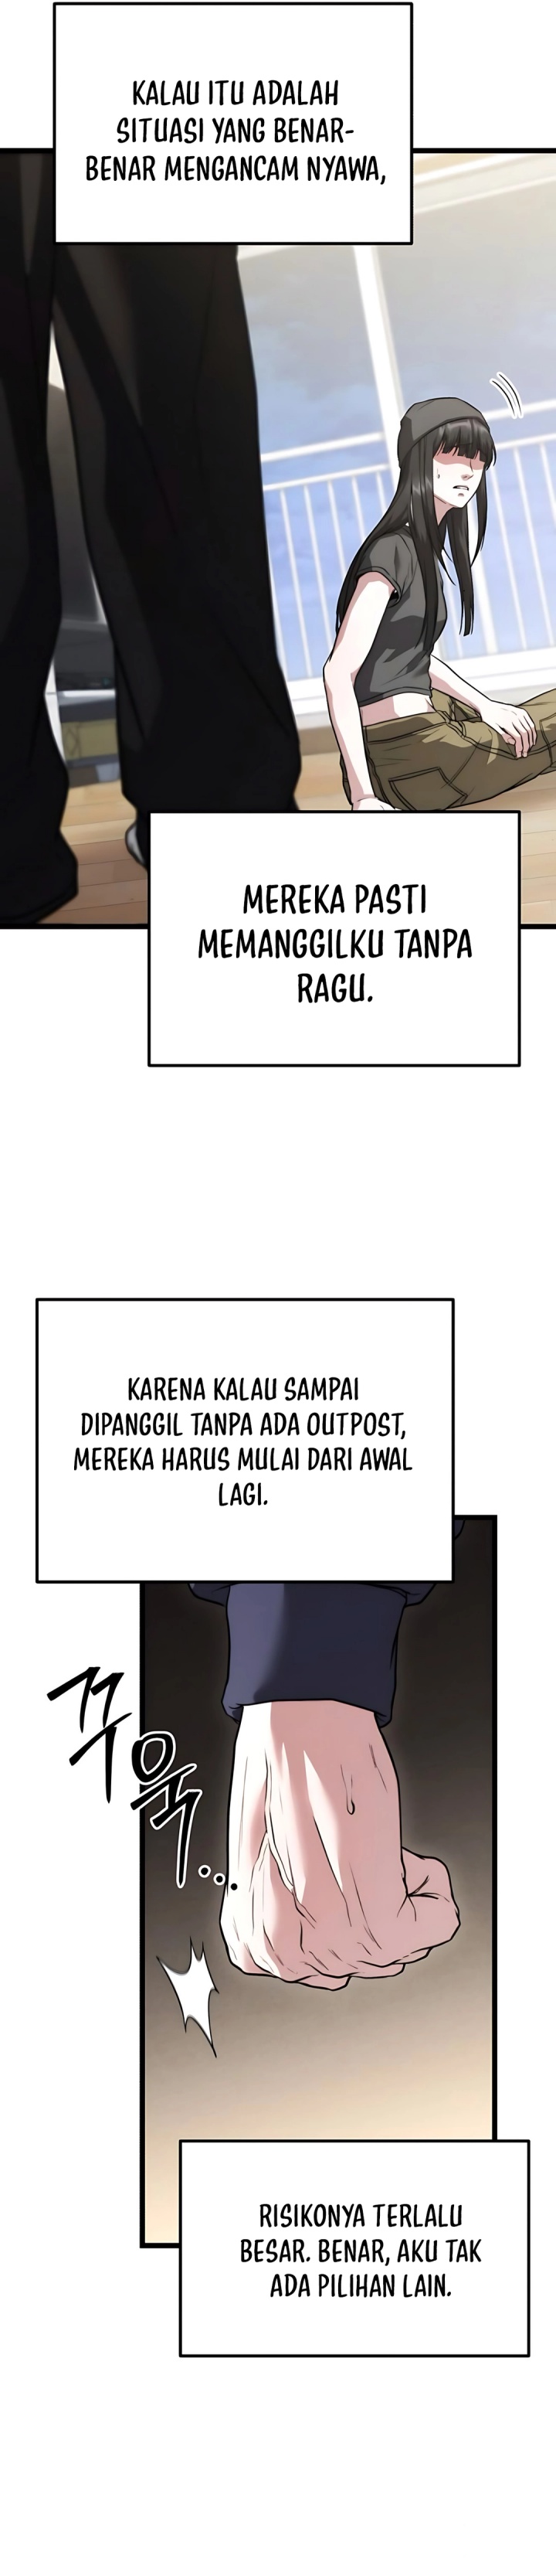 KALAU ITU ADALAH
SITUASI YANG BENAR-
BENAR MENGANCAM NYAWA,
MEREKA PASTI
MEMANGGILKU TANPA
RAGU.
KARENA KALAU SAMPAI
DIPANGGIL TANPA ADA OUTPOST,
MEREKA HARUS MULAI DARI AWAL
LAGI.
꾸욱...
RISIKONYA TERLALU
BESAR. BENAR, AKU TAK
ADA PILIHAN LAIN.